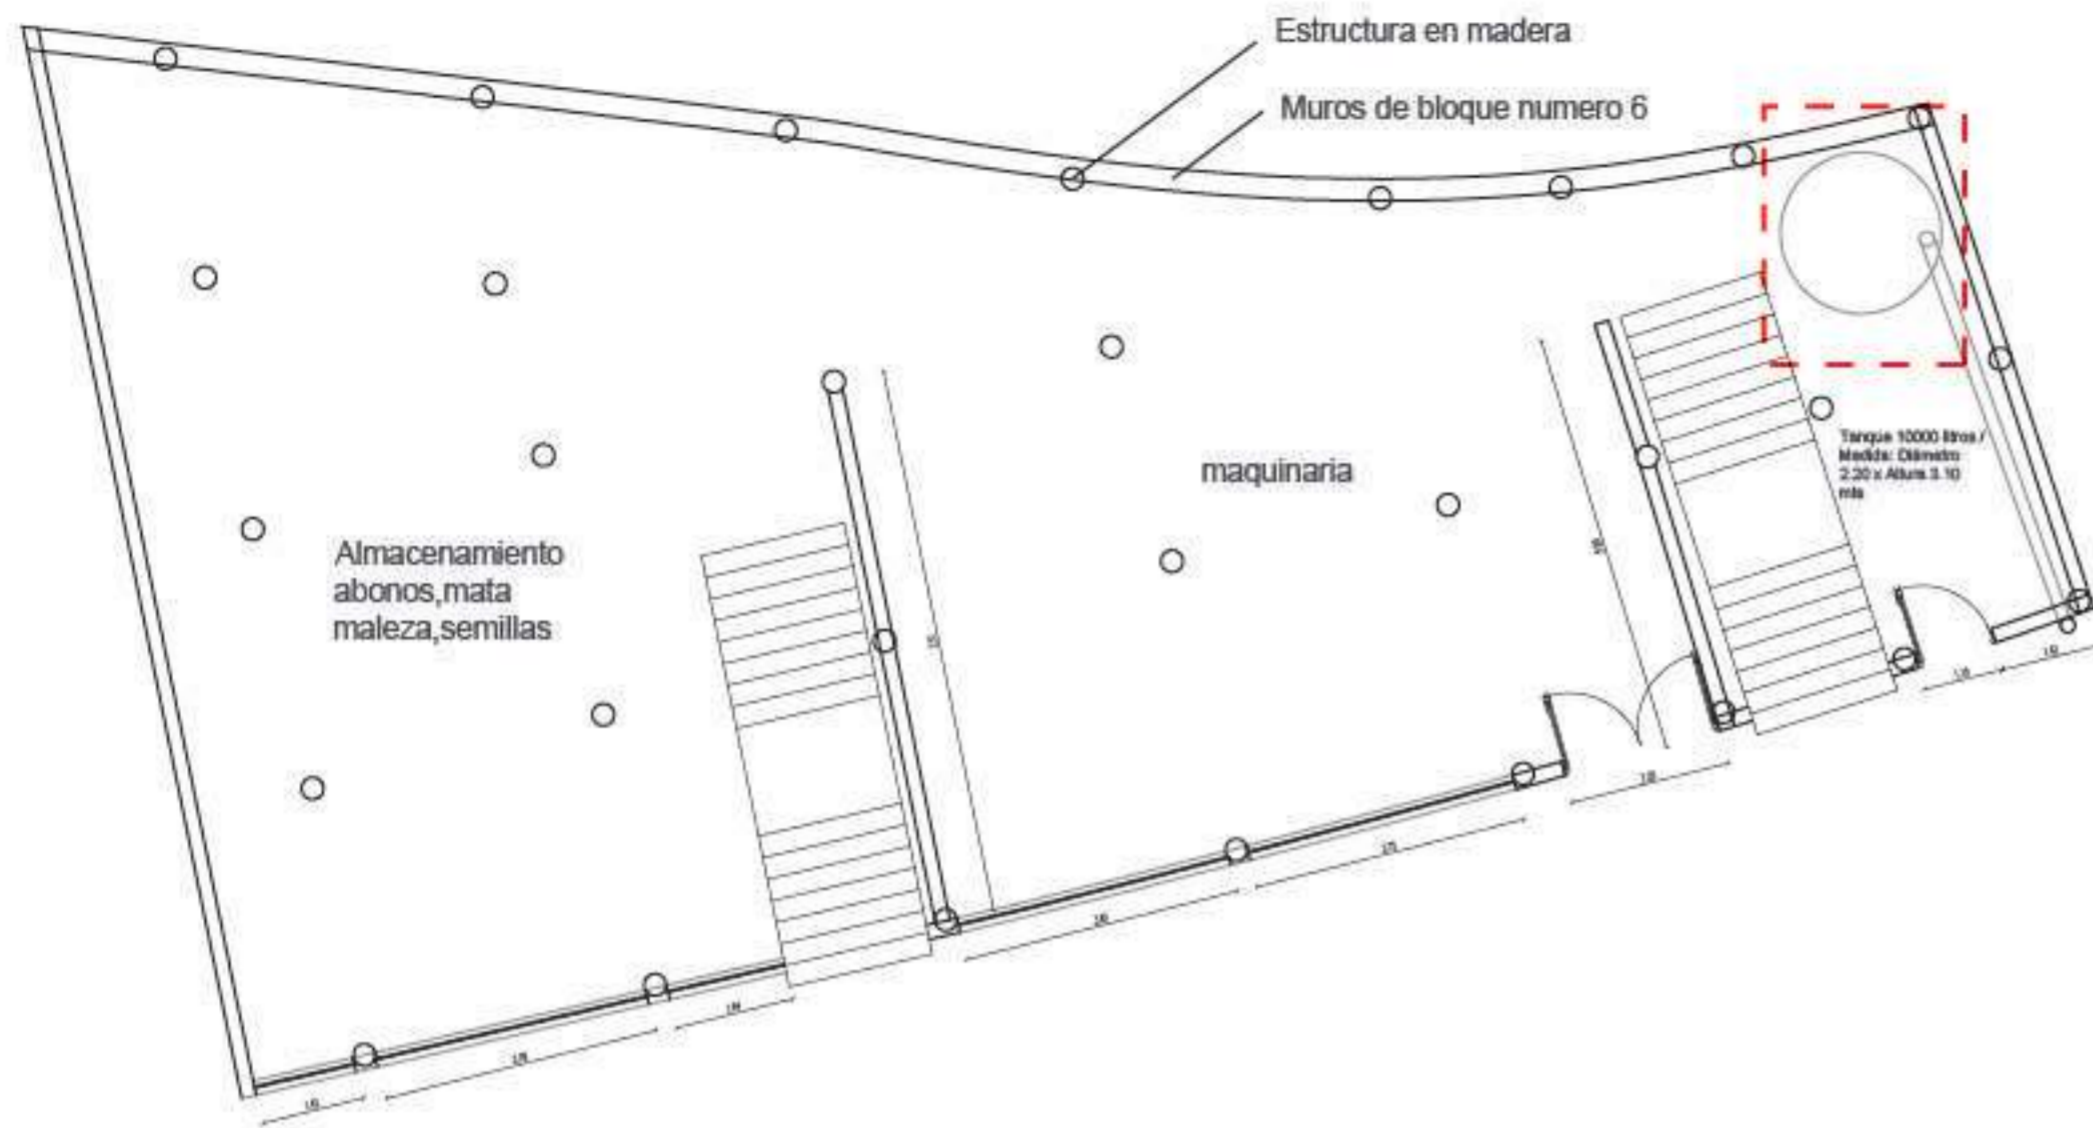 Estructura en madera
Muros de bloque numero 6
maquinaria
Tanque 10000 litros /
Medida: Diámetro
2.20 x Altura 3.10
mts
Almacenamiento
abonos,mata
maleza,semillas